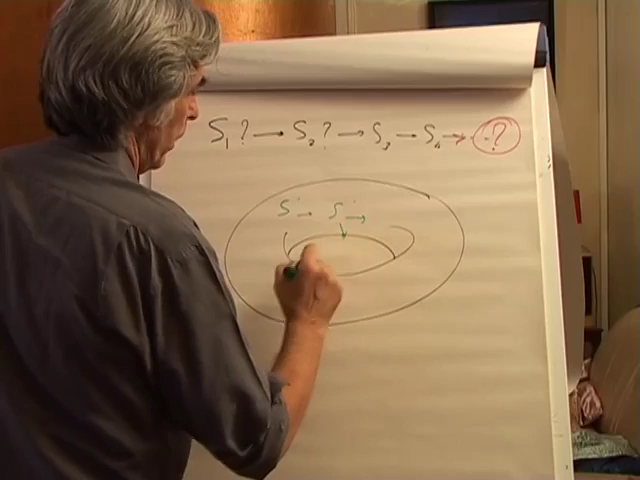 S₁? → S₂? → S₃ → S₄ → ?
S → S →